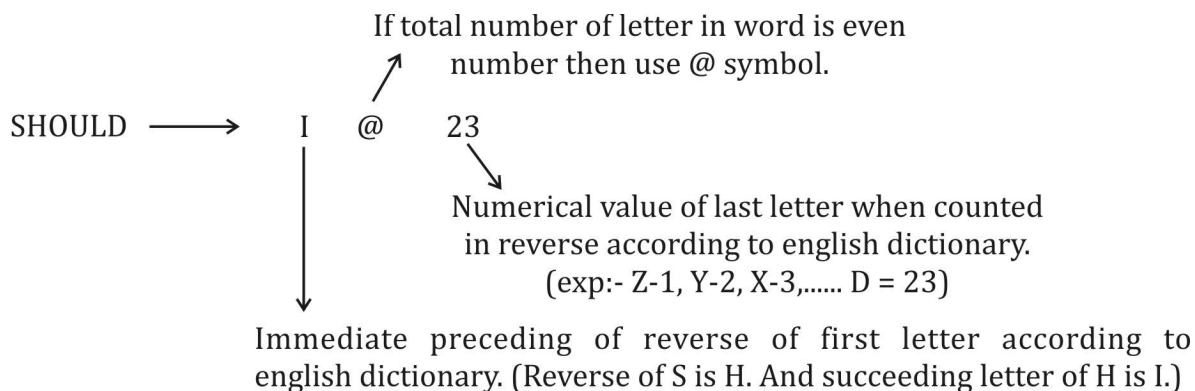 If total number of letter in word is even
number then use @ symbol.
SHOULD I @ 23
Numerical value of last letter when counted
in reverse according to english dictionary.
(exp:- Z-1, Y-2, X-3,...... D = 23)
Immediate preceding of reverse of first letter according to
english dictionary. (Reverse of S is H. And succeeding letter of H is I.)